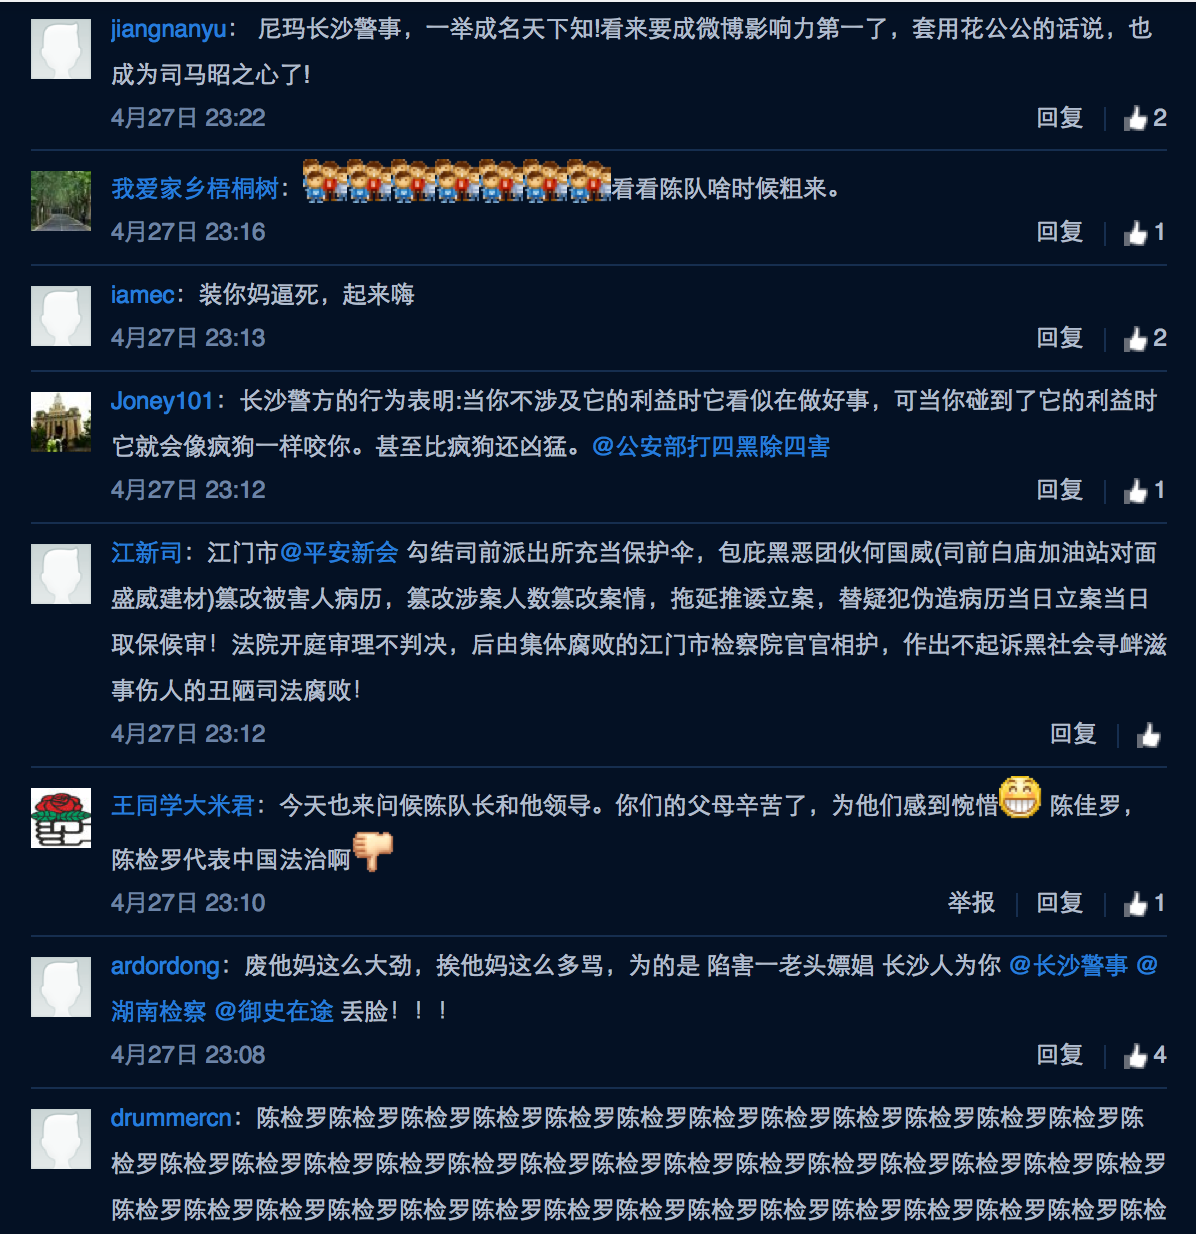 jiangnanyu：尼玛长沙警事，一举成名天下知!看来要成微博影响力第一了，套用花公公的话说，也
成为司马昭之心了!
4月27日 23:22 回复 2
我爱家乡梧桐树：看看陈队啥时候粗来。
4月27日 23:16 回复 1
iamec：装你妈逼死，起来嗨
4月27日 23:13 回复 2
Joney101：长沙警方的行为表明:当你不涉及它的利益时它看似在做好事，可当你碰到了它的利益时
它就会像疯狗一样咬你。甚至比疯狗还凶猛。@公安部打四黑除四害
4月27日 23:12 回复 1
江新司：江门市@平安新会 勾结司前派出所充当保护伞，包庇黑恶团伙何国威(司前白庙加油站对面
盛威建材)篡改被害人病历，篡改涉案人数篡改案情，拖延推诿立案，替疑犯伪造病历当日立案当日
取保候审！法院开庭审理不判决，后由集体腐败的江门市检察院官官相护，作出不起诉黑社会寻衅滋
事伤人的丑陋司法腐败！
4月27日 23:12 回复
王同学大米君：今天也来问候陈队长和他领导。你们的父母辛苦了，为他们感到惋惜 陈佳罗，
陈检罗代表中国法治啊
4月27日 23:10 举报 回复 1
ardordong：废他妈这么大劲，挨他妈这么多骂，为的是 陷害一老头嫖娼 长沙人为你 @长沙警事 @
湖南检察 @御史在途 丢脸！！！
4月27日 23:08 回复 4
drummercn：陈检罗陈检罗陈检罗陈检罗陈检罗陈检罗陈检罗陈检罗陈检罗陈检罗陈检罗陈检罗陈
检罗陈检罗陈检罗陈检罗陈检罗陈检罗陈检罗陈检罗陈检罗陈检罗陈检罗陈检罗陈检罗陈检罗陈检罗
陈检罗陈检罗陈检罗陈检罗陈检罗陈检罗陈检罗陈检罗陈检罗陈检罗陈检罗陈检罗陈检罗陈检罗陈检